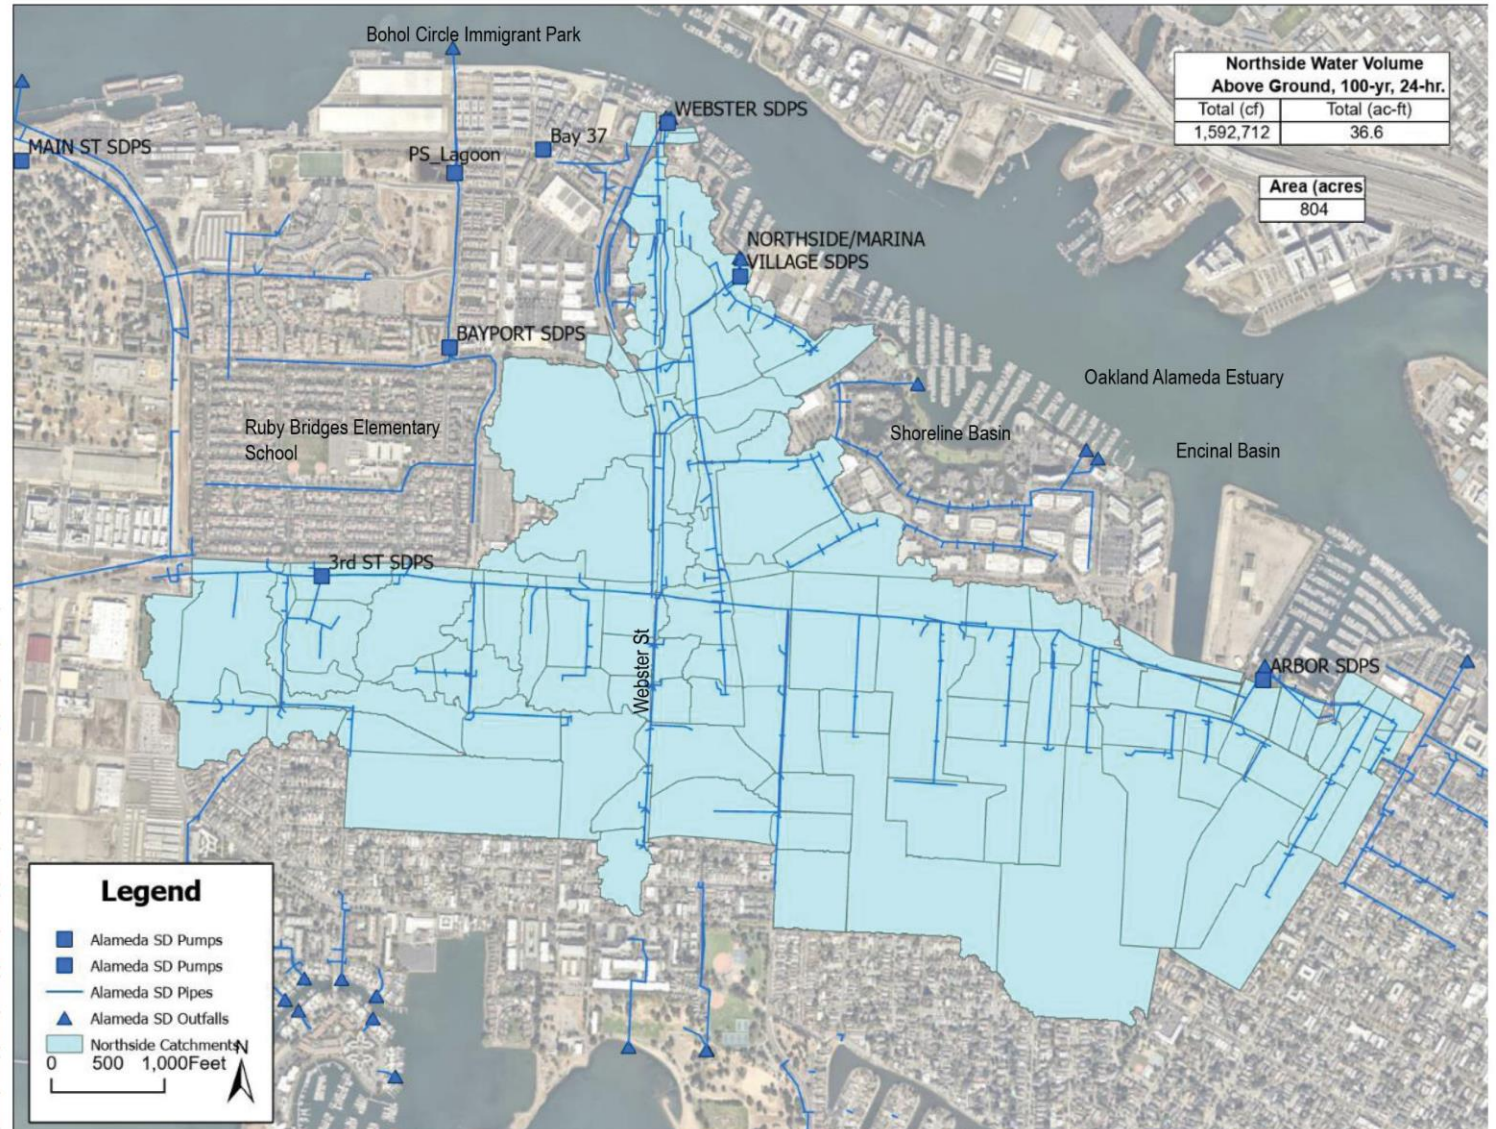 Bohol Circle Immigrant Park
Northside Water Volume
Above Ground, 100-yr, 24-hr.
Total (cf) Total (ac-ft)
1,592,712 36.6
Area (acres
804
WEBSTER SDPS
MAIN ST SDPS
Bay 37
PS_Lagoon
NORTHSIDE/MARINA
VILLAGE SDPS
BAYPORT SDPS
Oakland Alameda Estuary
Ruby Bridges Elementary
School
Shoreline Basin
Encinal Basin
3rd ST SDPS
Webster St
ARBOR SDPS
Legend
Alameda SD Pumps
Alameda SD Pumps
Alameda SD Pipes
Alameda SD Outfalls
Northside Catchments
N
0 500 1,000Feet